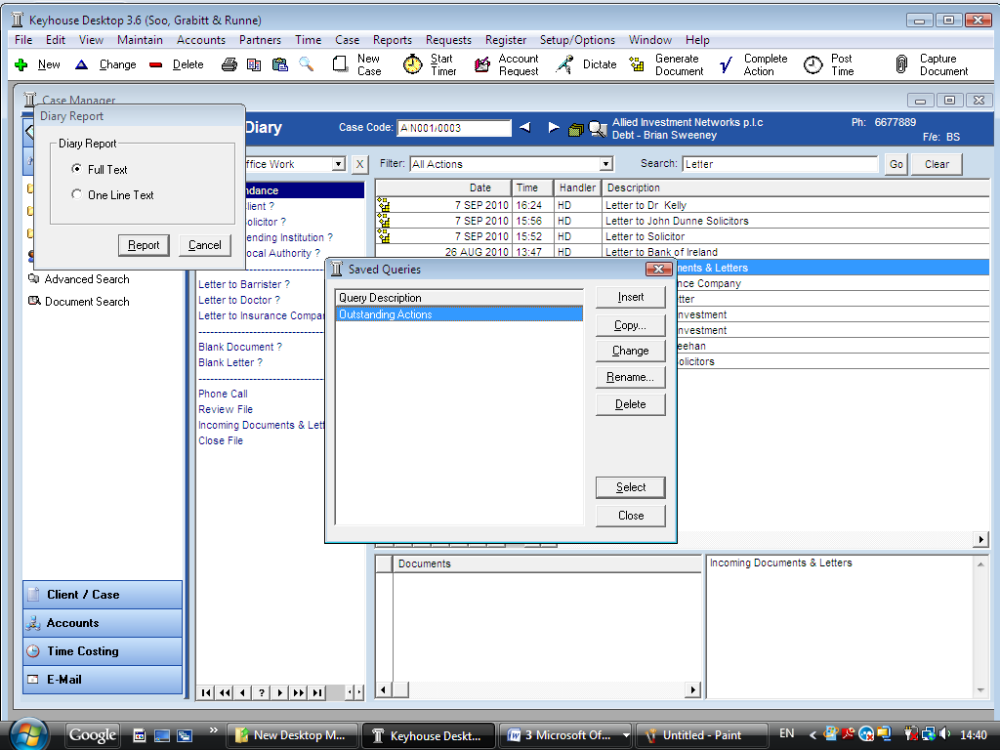 Keyhouse Desktop 3.6 (Soo, Grabitt & Runne)
File Edit View Maintain Accounts Partners Time Case Reports Requests Register Setup/Options Window Help
New Change Delete New Case Start Timer Account Request Dictate Generate Document Complete Action Post Time Capture Document
Case Manager
Diary Report
Diary Report
Full Text
One Line Text
Report Cancel
Diary
Case Code: AIN001/0003
Allied Investment Networks p.l.c
Debt - Brian Sweeney
Ph: 6677889
F/e: BS
ffice Work X
Filter: All Actions
Search: Letter
Go Clear
ndance
lient ?
olicitor ?
ending Institution ?
ocal Authority ?
Letter to Barrister ?
Letter to Doctor ?
Letter to Insurance Compan
Blank Document ?
Blank Letter ?
Phone Call
Review File
Incoming Documents & Lett
Close File
Advanced Search
Document Search
Date Time Handler Description
7 SEP 2010 16:24 HD Letter to Dr Kelly
7 SEP 2010 15:56 HD Letter to John Dunne Solicitors
7 SEP 2010 15:52 HD Letter to Solicitor
26 AUG 2010 13:47 HD Letter to Bank of Ireland
ments & Letters
nce Company
tter
nvestment
nvestment
eehan
olicitors
Saved Queries
Query Description
Outstanding Actions
Insert
Copy...
Change
Rename...
Delete
Select
Close
Client / Case
Accounts
Time Costing
E-Mail
Documents
Incoming Documents & Letters
?
Google
»
New Desktop M...
Keyhouse Deskt...
3 Microsoft Of...
Untitled - Paint
EN
14:40